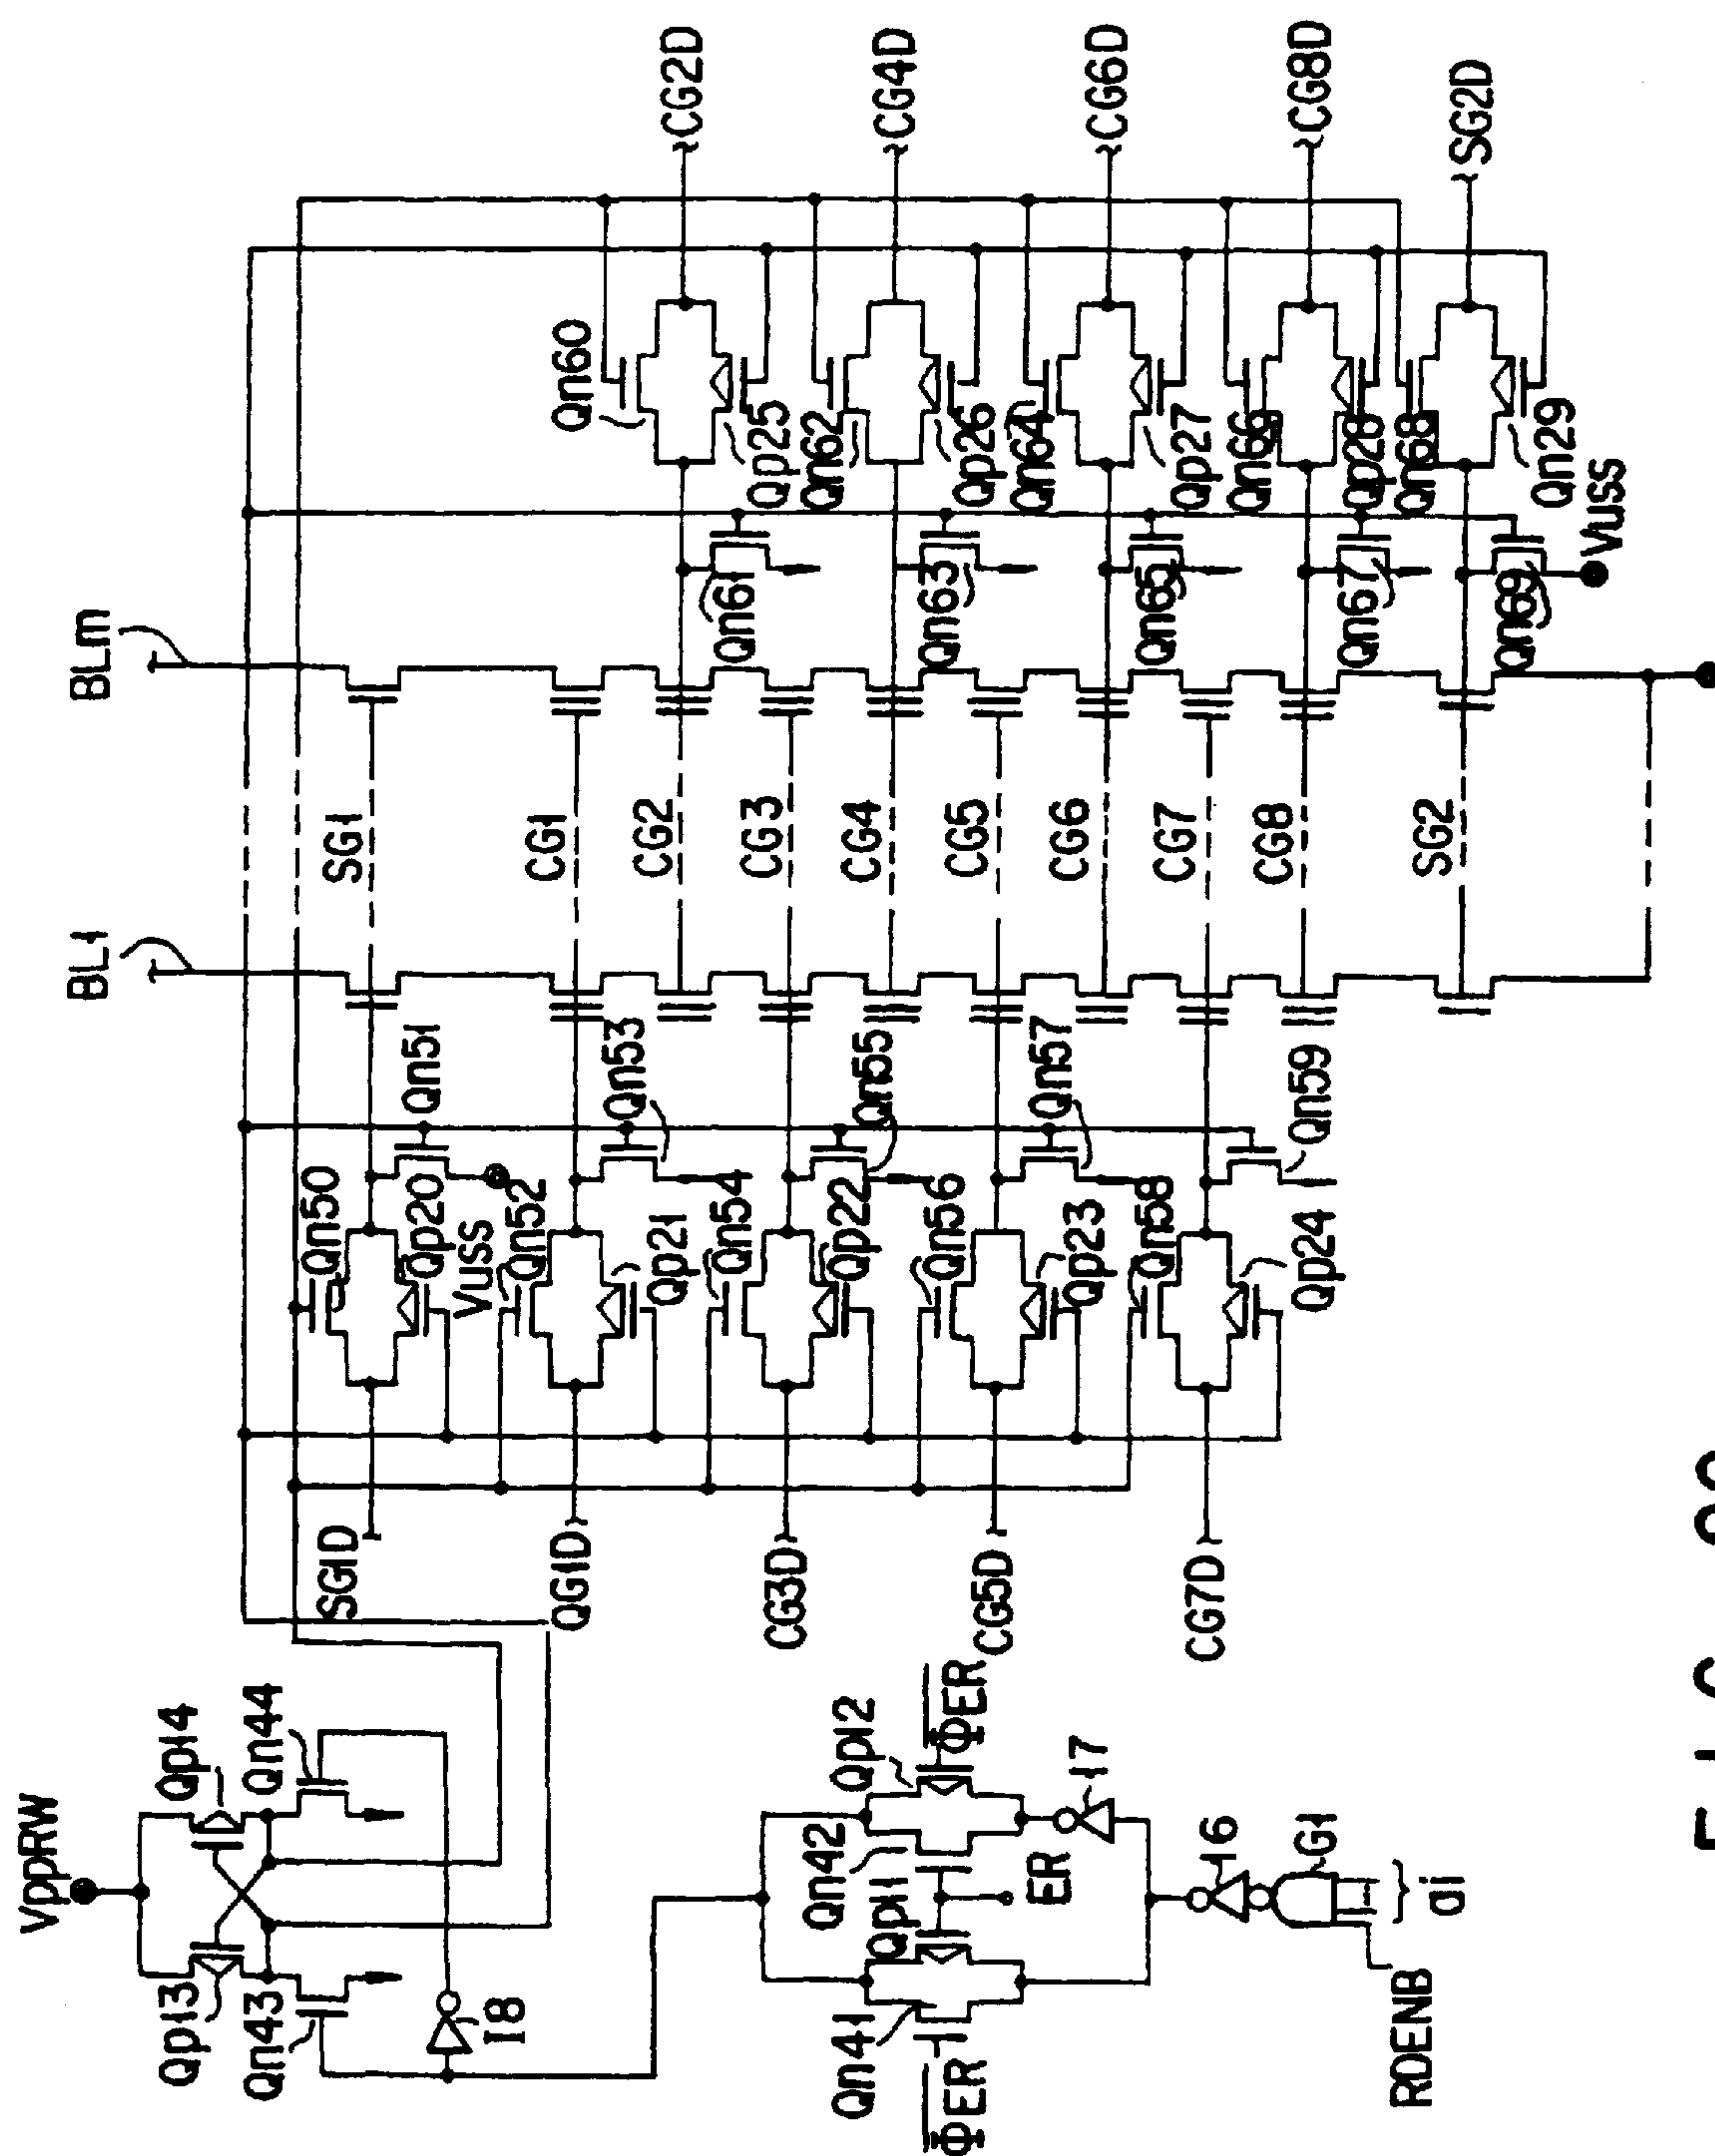 VppRW
Qp13
Qp14
Qn43
Qn44
I8
Qn41
Qp11
Qn42
Qp12
ΦER
ER
ΦER
I7
I6
G1
RDENB
ai
SG1D
QG1D
CG3D
CG5D
CG7D
Qn50
Qp20
Vuss
Qn51
Qn52
Qp21
Qn53
Qn54
Qp22
Qn55
Qn56
Qp23
Qn57
Qn58
Qp24
Qn59
BL1
BLm
SG1
CG1
CG2
CG3
CG4
CG5
CG6
CG7
CG8
SG2
Qn60
Qp25
Qn61
Qn62
Qp26
Qn63
Qn64
Qp27
Qn65
Qn66
Qp28
Qn67
Qn68
Qn29
Qn69
Vuss
CG2D
CG4D
CG6D
CG8D
SG2D